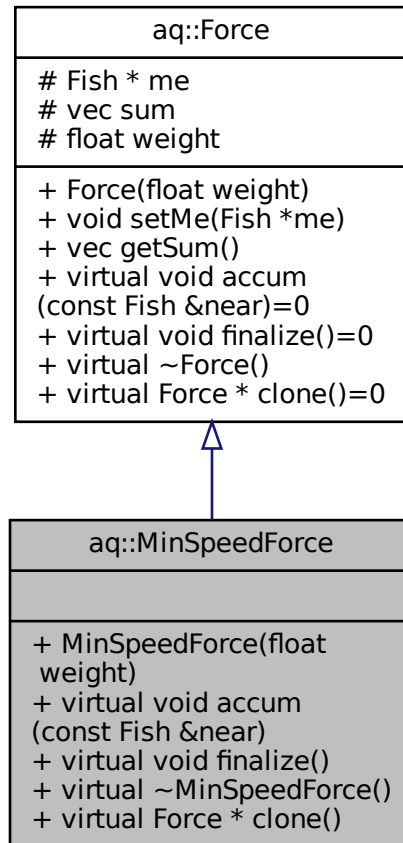 aq::Force
# Fish * me
# vec sum
# float weight
+ Force(float weight)
+ void setMe(Fish *me)
+ vec getSum()
+ virtual void accum
(const Fish &near)=0
+ virtual void finalize()=0
+ virtual ~Force()
+ virtual Force * clone()=0
aq::MinSpeedForce
+ MinSpeedForce(float
weight)
+ virtual void accum
(const Fish &near)
+ virtual void finalize()
+ virtual ~MinSpeedForce()
+ virtual Force * clone()